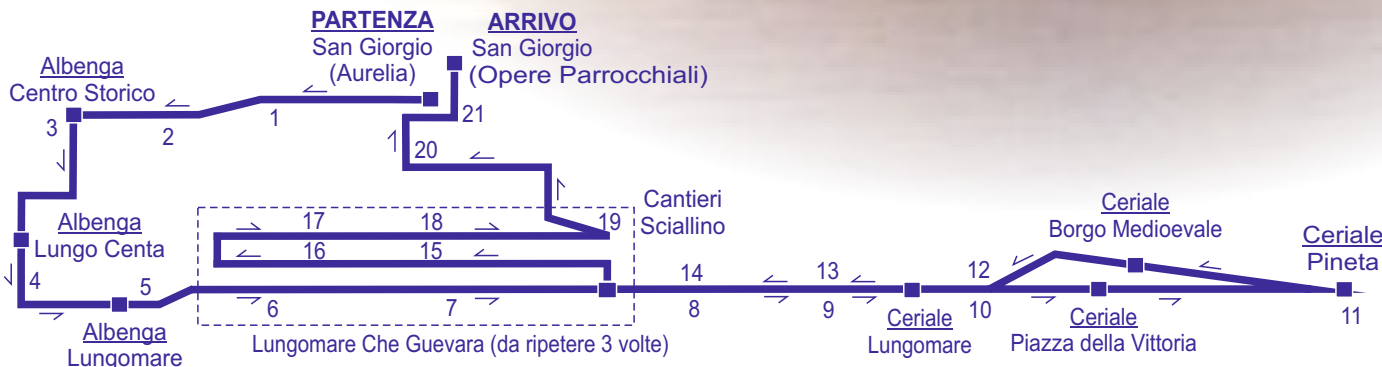 PARTENZA
San Giorgio
(Aurelia)
ARRIVO
San Giorgio
(Opere Parrocchiali)
Albenga
Centro Storico
3
2
1
21
20
Albenga
Lungo Centa
4
5
Albenga
Lungomare
17
18
19
16
15
6
7
Cantieri
Sciallino
Lungomare Che Guevara (da ripetere 3 volte)
14
13
12
8
9
10
11
Ceriale
Lungomare
Ceriale
Borgo Medioevale
Ceriale
Piazza della Vittoria
Ceriale
Pineta